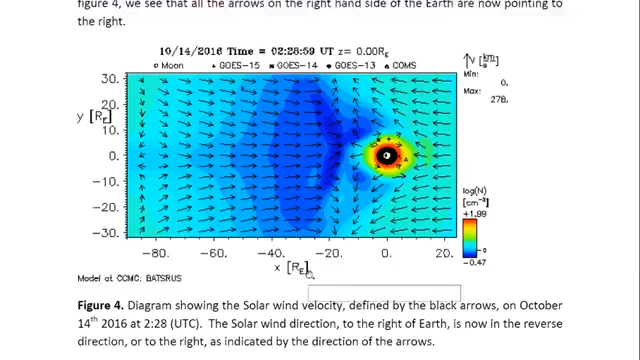 figure 4, we see that all the arrows on the right hand side of the Earth are now pointing to
the right.
10/14/2016 Time = 02:28:59 UT z= 0.00RE
Moon GOES-15 GOES-14 GOES-13 COMS
V [km/s]
Min: 0.
Max: 278.
y [RE]
30.
20.
10.
0.
-10.
-20.
-30.
-80. -60. -40. -20. 0. 20.
x [RE]
log(N)
[cm-3]
+1.99
0
-0.47
Model at CCMC: BATSRUS
Figure 4. Diagram showing the Solar wind velocity, defined by the black arrows, on October
14th 2016 at 2:28 (UTC). The Solar wind direction, to the right of Earth, is now in the reverse
direction, or to the right, as indicated by the direction of the arrows.